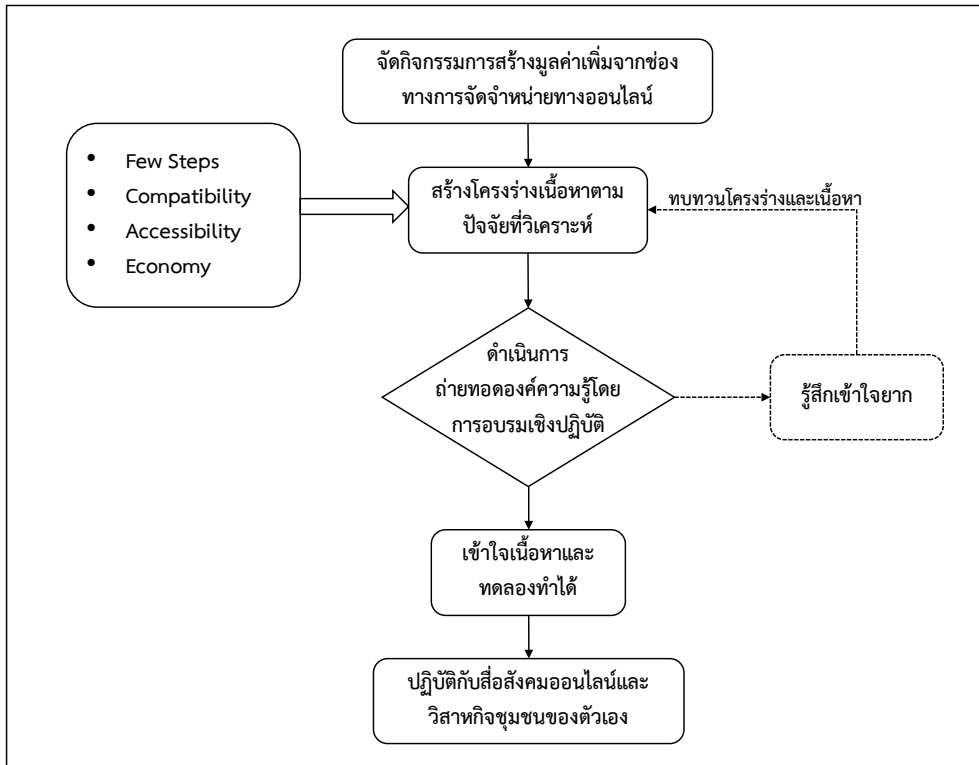 จัดกิจกรรมการสร้างมูลค่าเพิ่มจากช่อง
ทางการจัดจำหน่ายทางออนไลน์
• Few Steps
• Compatibility
• Accessibility
• Economy
สร้างโครงร่างเนื้อหาตาม
ปัจจัยที่วิเคราะห์
ทบทวนโครงร่างและเนื้อหา
ดำเนินการ
ถ่ายทอดองค์ความรู้โดย
การอบรมเชิงปฏิบัติ
รู้สึกเข้าใจยาก
เข้าใจเนื้อหาและ
ทดลองทำได้
ปฏิบัติกับสื่อสังคมออนไลน์และ
วิสาหกิจชุมชนของตัวเอง